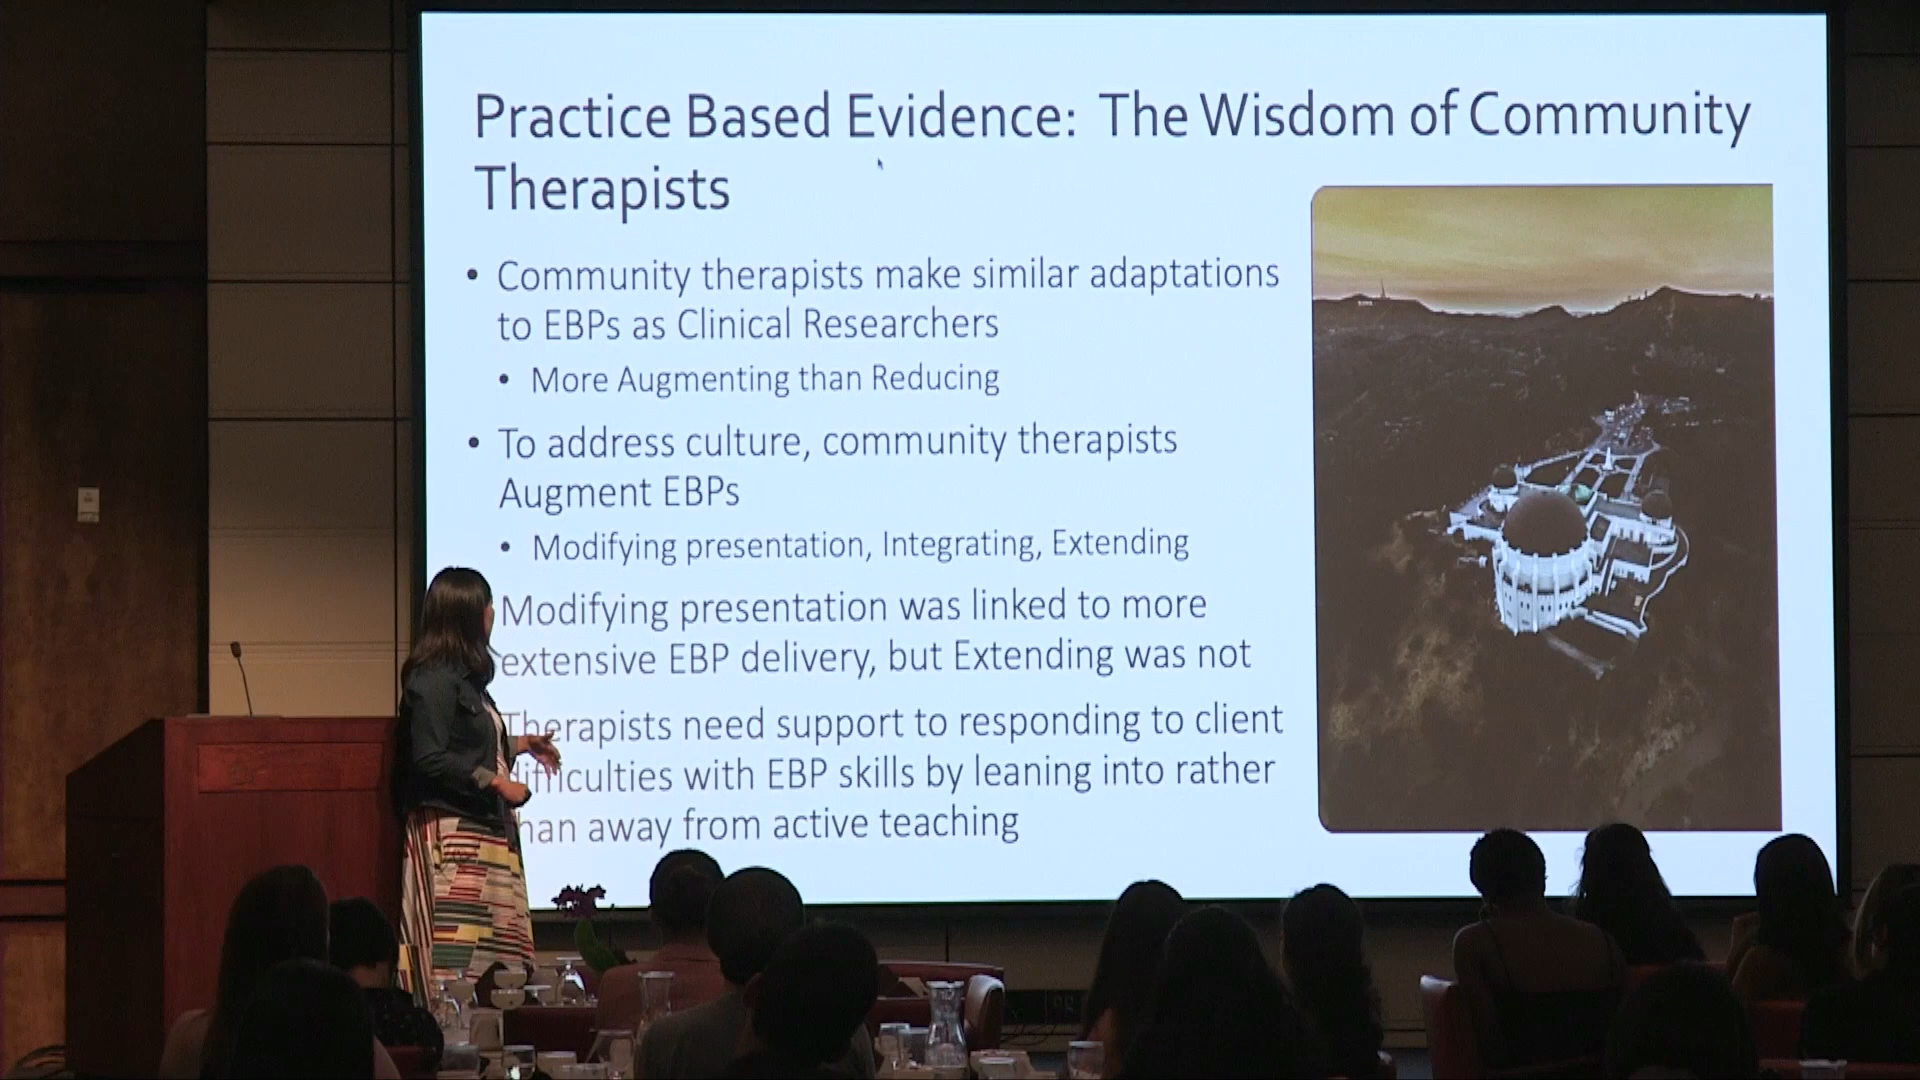 Practice Based Evidence: The Wisdom of Community
Therapists
• Community therapists make similar adaptations
to EBPs as Clinical Researchers
• More Augmenting than Reducing
• To address culture, community therapists
Augment EBPs
• Modifying presentation, Integrating, Extending
Modifying presentation was linked to more
extensive EBP delivery, but Extending was not
Therapists need support to responding to client
difficulties with EBP skills by leaning into rather
han away from active teaching